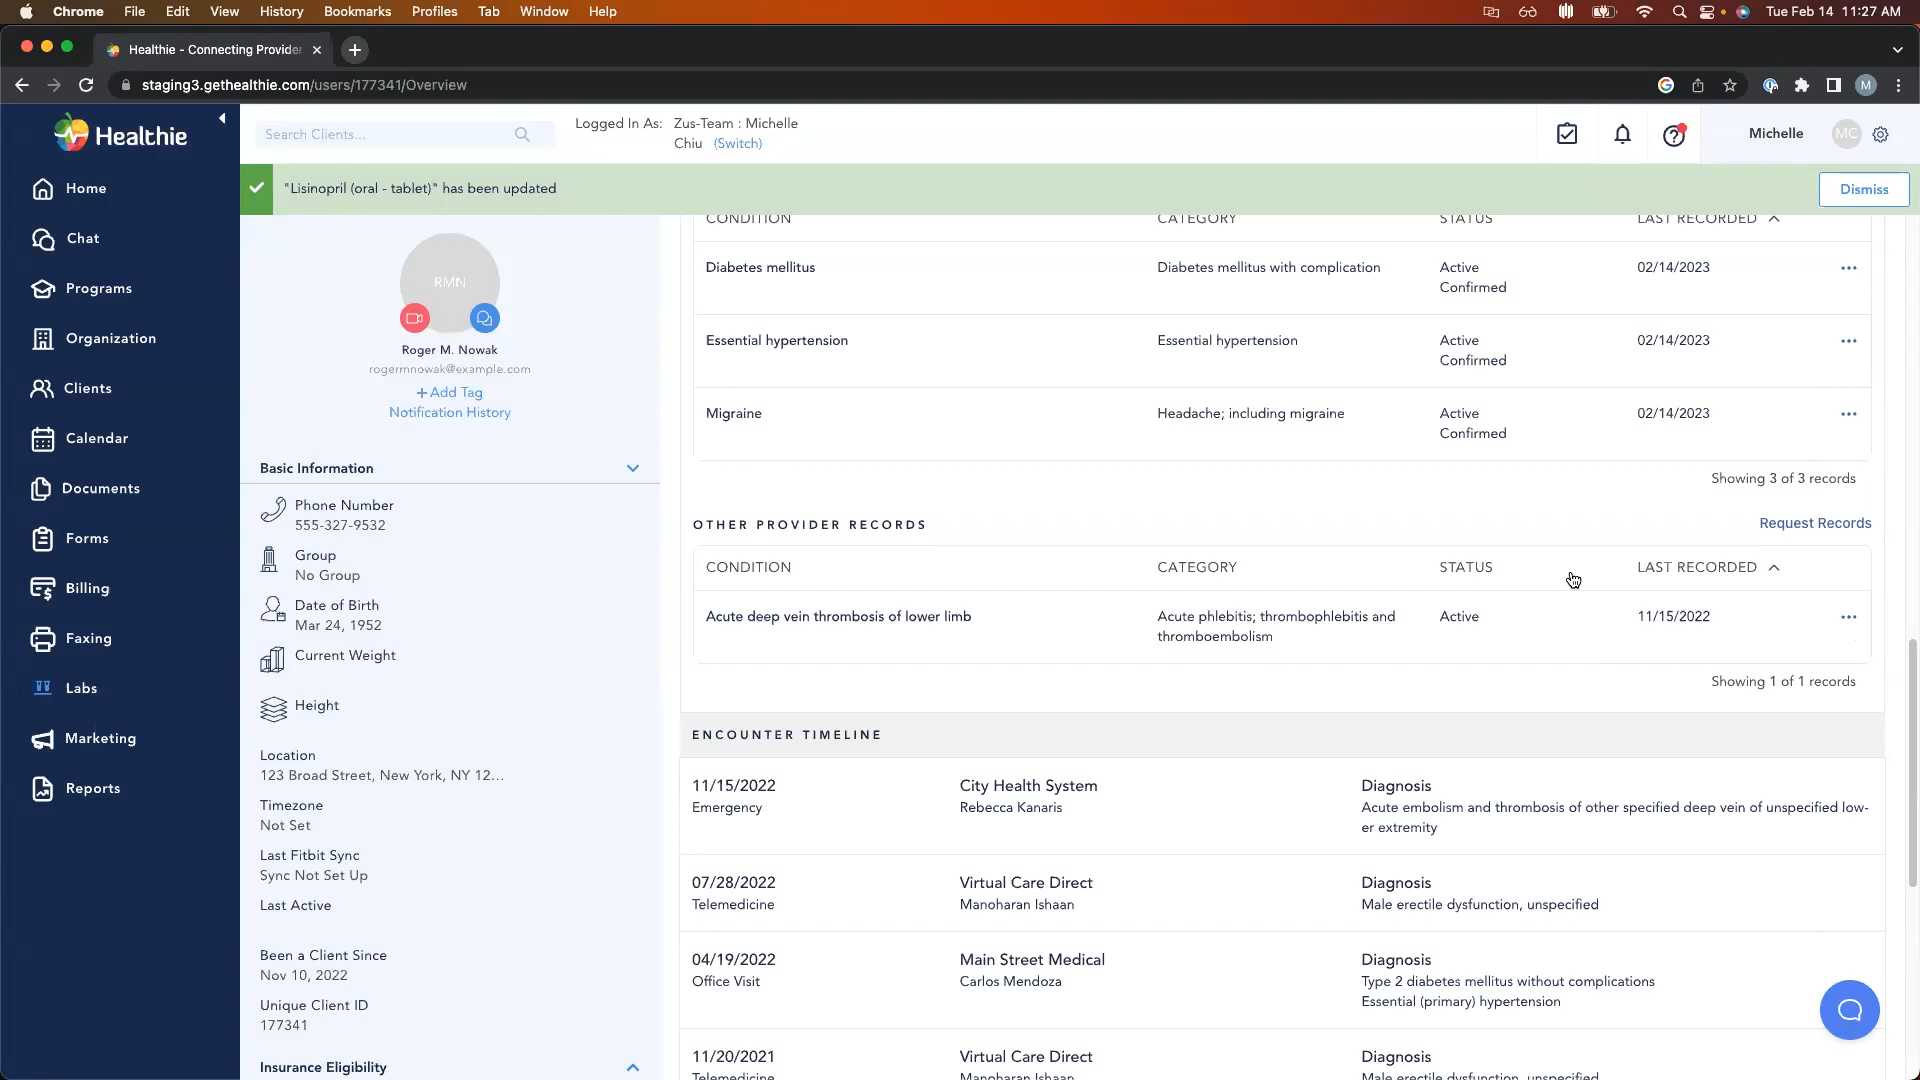 Chrome File Edit View History Bookmarks Profiles Tab Window Help Tue Feb 14 11:27 AM
Healthie - Connecting Provider
staging3.gethealthie.com/users/177341/Overview
M
Healthie
Search Clients...
Logged In As: Zus-Team : Michelle
Chiu (Switch)
Michelle
MC
Home
Chat
Programs
Organization
Clients
Calendar
Documents
Forms
Billing
Faxing
Labs
Marketing
Reports
"Lisinopril (oral - tablet)" has been updated
Dismiss
RMN
Roger M. Nowak
rogermnowak@example.com
+ Add Tag
Notification History
Basic Information
Phone Number
555-327-9532
Group
No Group
Date of Birth
Mar 24, 1952
Current Weight
Height
Location
123 Broad Street, New York, NY 12...
Timezone
Not Set
Last Fitbit Sync
Sync Not Set Up
Last Active
Been a Client Since
Nov 10, 2022
Unique Client ID
177341
Insurance Eligibility
CONDITION CATEGORY STATUS LAST RECORDED
Diabetes mellitus Diabetes mellitus with complication Active 02/14/2023
Confirmed
Essential hypertension Essential hypertension Active 02/14/2023
Confirmed
Migraine Headache; including migraine Active 02/14/2023
Confirmed
Showing 3 of 3 records
OTHER PROVIDER RECORDS Request Records
CONDITION CATEGORY STATUS LAST RECORDED
Acute deep vein thrombosis of lower limb Acute phlebitis; thrombophlebitis and Active 11/15/2022
thromboembolism
Showing 1 of 1 records
ENCOUNTER TIMELINE
11/15/2022 City Health System Diagnosis
Emergency Rebecca Kanaris Acute embolism and thrombosis of other specified deep vein of unspecified low-
er extremity
07/28/2022 Virtual Care Direct Diagnosis
Telemedicine Manoharan Ishaan Male erectile dysfunction, unspecified
04/19/2022 Main Street Medical Diagnosis
Office Visit Carlos Mendoza Type 2 diabetes mellitus without complications
Essential (primary) hypertension
11/20/2021 Virtual Care Direct Diagnosis
Telemedicine Manoharan Ishaan Male erectile dysfunction, unspecified